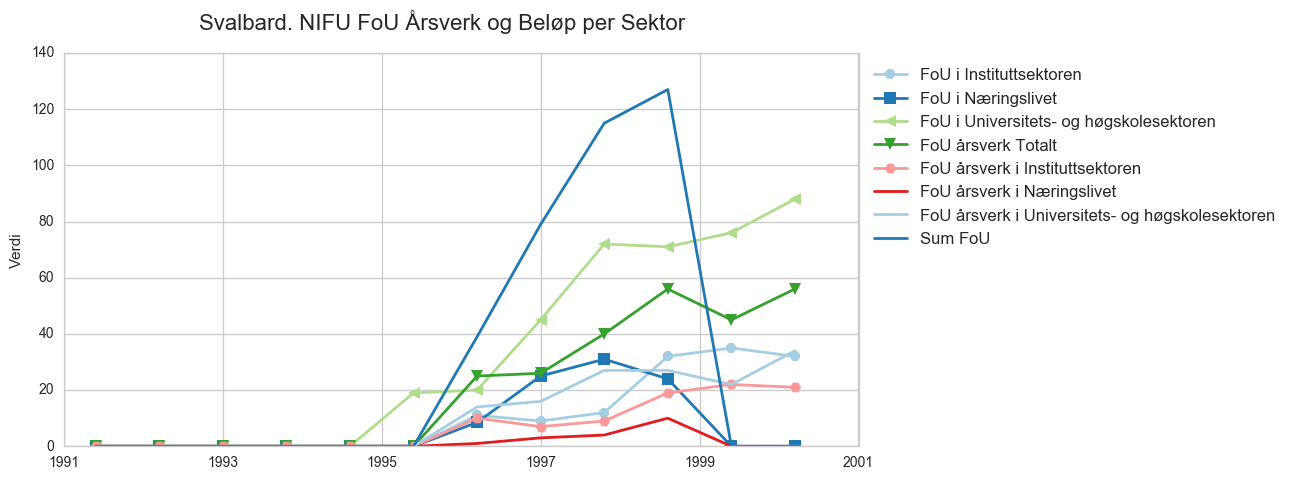 Svalbard. NIFU FoU Årsverk og Beløp per Sektor
Verdi
140
120
100
80
60
40
20
0
1991
1993
1995
1997
1999
2001
FoU i Instituttsektoren
FoU i Næringslivet
FoU i Universitets- og høgskolesektoren
FoU årsverk Totalt
FoU årsverk i Instituttsektoren
FoU årsverk i Næringslivet
FoU årsverk i Universitets- og høgskolesektoren
Sum FoU